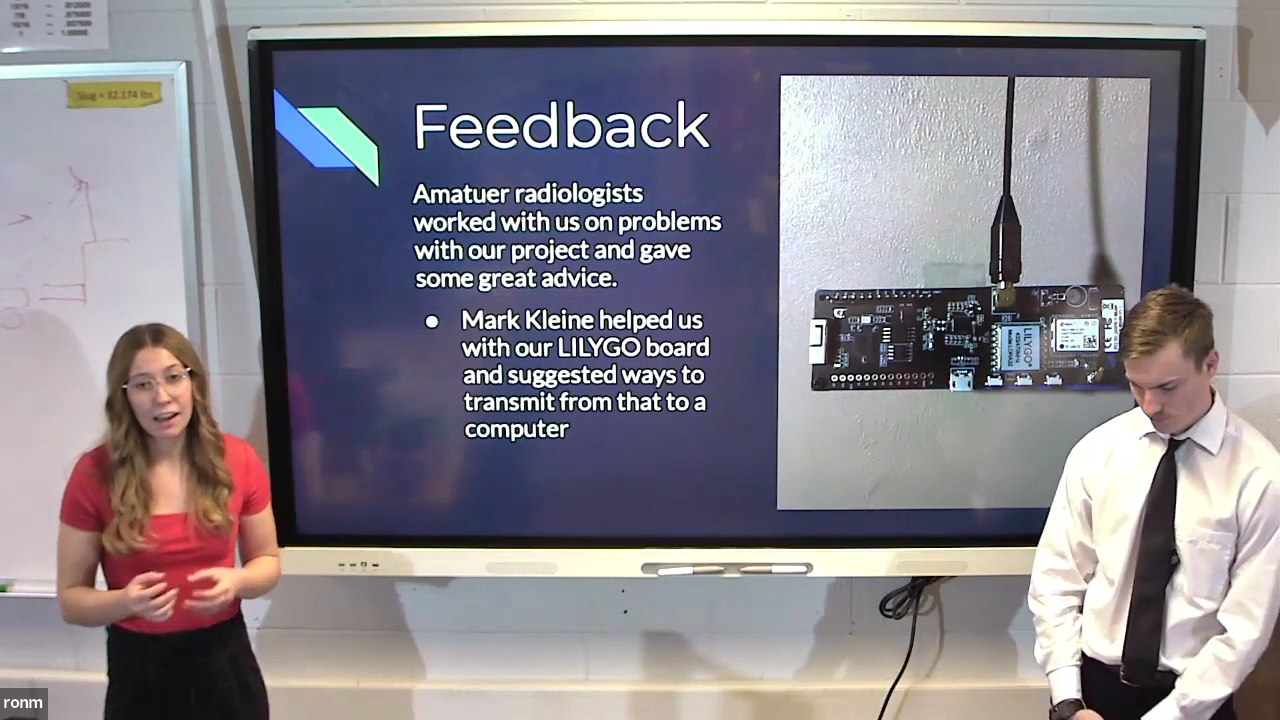 Slug = 32.174 lbs
Feedback
Amatuer radiologists
worked with us on problems
with our project and gave
some great advice.
● Mark Kleine helped us
with our LILYGO board
and suggested ways to
transmit from that to a
computer
LILYGO
ronm